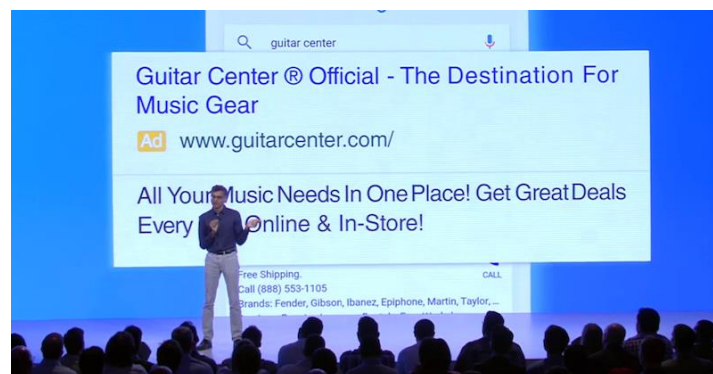 guitar center
Guitar Center ® Official - The Destination For
Music Gear
Ad www.guitarcenter.com/
All Your Music Needs In One Place! Get Great Deals
Every Online & In-Store!
Free Shipping.
CALL
Call (888) 553-1105
Brands: Fender, Gibson, Ibanez, Epiphone, Martin, Taylor,...